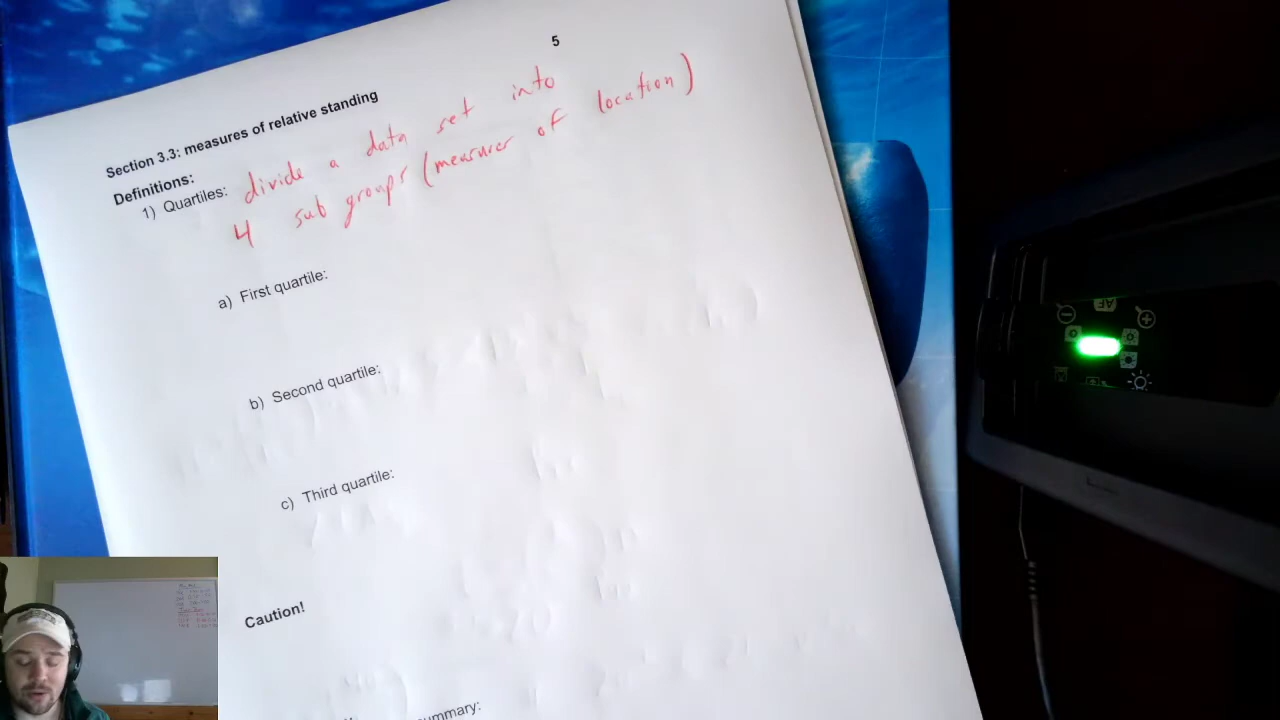 5
Section 3.3: measures of relative standing
Definitions:
1) Quartiles: divide a data set into
4 sub groups (measures of location)
a) First quartile:
b) Second quartile:
c) Third quartile:
Caution!
summary:
AF